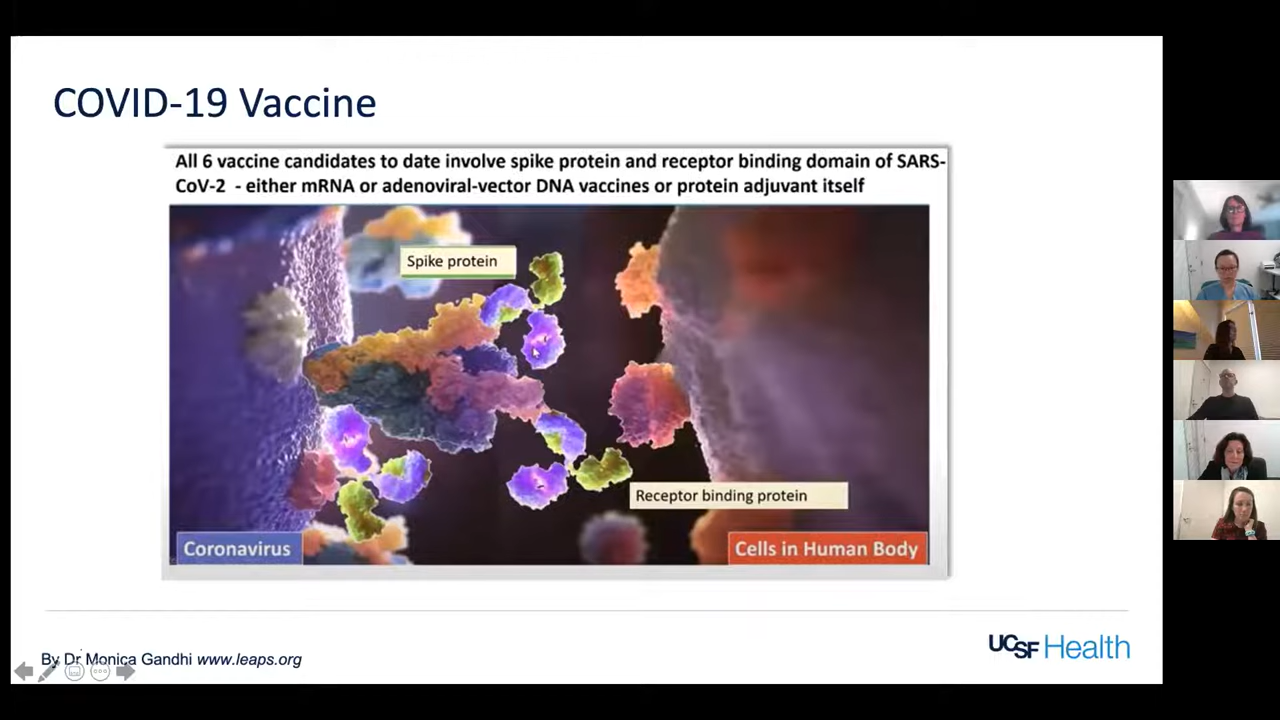 COVID-19 Vaccine
All 6 vaccine candidates to date involve spike protein and receptor binding domain of SARS-
CoV-2 - either mRNA or adenoviral-vector DNA vaccines or protein adjuvant itself
Spike protein
Receptor binding protein
Coronavirus
Cells in Human Body
By Dr Monica Gandhi www.leaps.org
UCSF Health